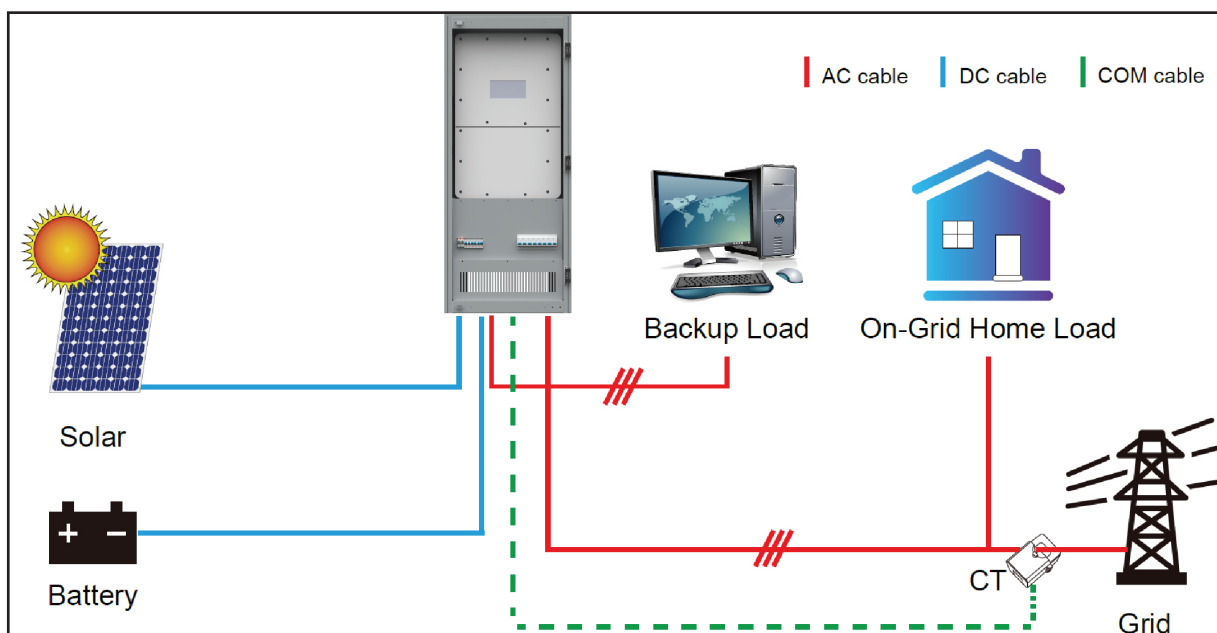 AC cable
DC cable
COM cable
Backup Load
On-Grid Home Load
Solar
Battery
CT
Grid